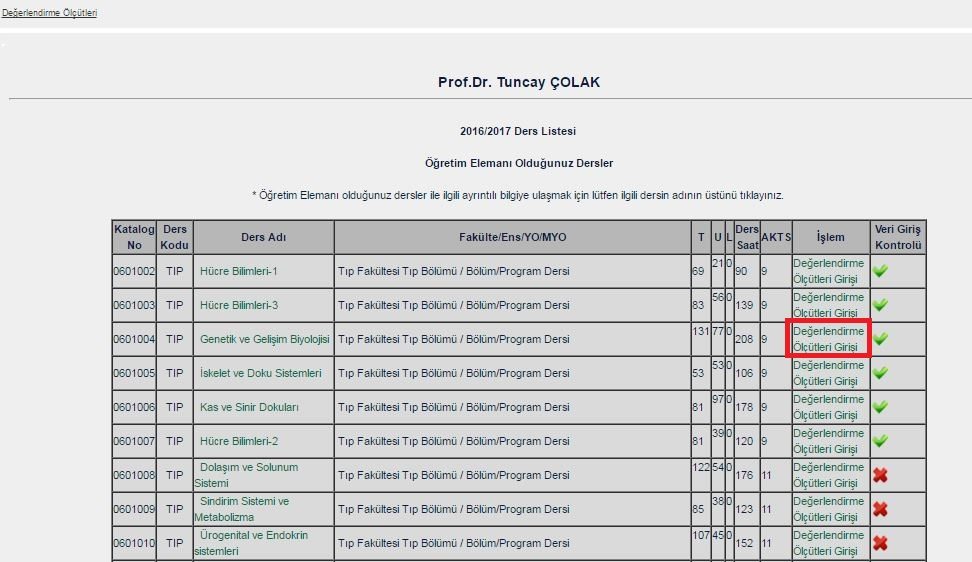 Değerlendirme Ölçütleri
Prof.Dr. Tuncay ÇOLAK
2016/2017 Ders Listesi
Öğretim Elemanı Olduğunuz Dersler
* Öğretim Elemanı olduğunuz dersler ile ilgili ayrıntılı bilgiye ulaşmak için lütfen ilgili dersin adının üstünü tıklayınız.
Katalog No Ders Kodu Ders Adı Fakülte/Ens/YO/MYO T U L Ders Saat AKTS İşlem Veri Giriş Kontrolü
0601002 TIP Hücre Bilimleri-1 Tıp Fakültesi Tıp Bölümü / Bölüm/Program Dersi 69 21 0 90 9 Değerlendirme Ölçütleri Girişi
0601003 TIP Hücre Bilimleri-3 Tıp Fakültesi Tıp Bölümü / Bölüm/Program Dersi 83 56 0 139 9 Değerlendirme Ölçütleri Girişi
0601004 TIP Genetik ve Gelişim Biyolojisi Tıp Fakültesi Tıp Bölümü / Bölüm/Program Dersi 131 77 0 208 9 Değerlendirme Ölçütleri Girişi
0601005 TIP İskelet ve Doku Sistemleri Tıp Fakültesi Tıp Bölümü / Bölüm/Program Dersi 53 53 0 106 9 Değerlendirme Ölçütleri Girişi
0601006 TIP Kas ve Sinir Dokuları Tıp Fakültesi Tıp Bölümü / Bölüm/Program Dersi 81 97 0 178 9 Değerlendirme Ölçütleri Girişi
0601007 TIP Hücre Bilimleri-2 Tıp Fakültesi Tıp Bölümü / Bölüm/Program Dersi 81 39 0 120 9 Değerlendirme Ölçütleri Girişi
0601008 TIP Dolaşım ve Solunum Sistemi Tıp Fakültesi Tıp Bölümü / Bölüm/Program Dersi 122 54 0 176 11 Değerlendirme Ölçütleri Girişi
0601009 TIP Sindirim Sistemi ve Metabolizma Tıp Fakültesi Tıp Bölümü / Bölüm/Program Dersi 85 38 0 123 11 Değerlendirme Ölçütleri Girişi
0601010 TIP Ürogenital ve Endokrin sistemleri Tıp Fakültesi Tıp Bölümü / Bölüm/Program Dersi 107 45 0 152 11 Değerlendirme Ölçütleri Girişi